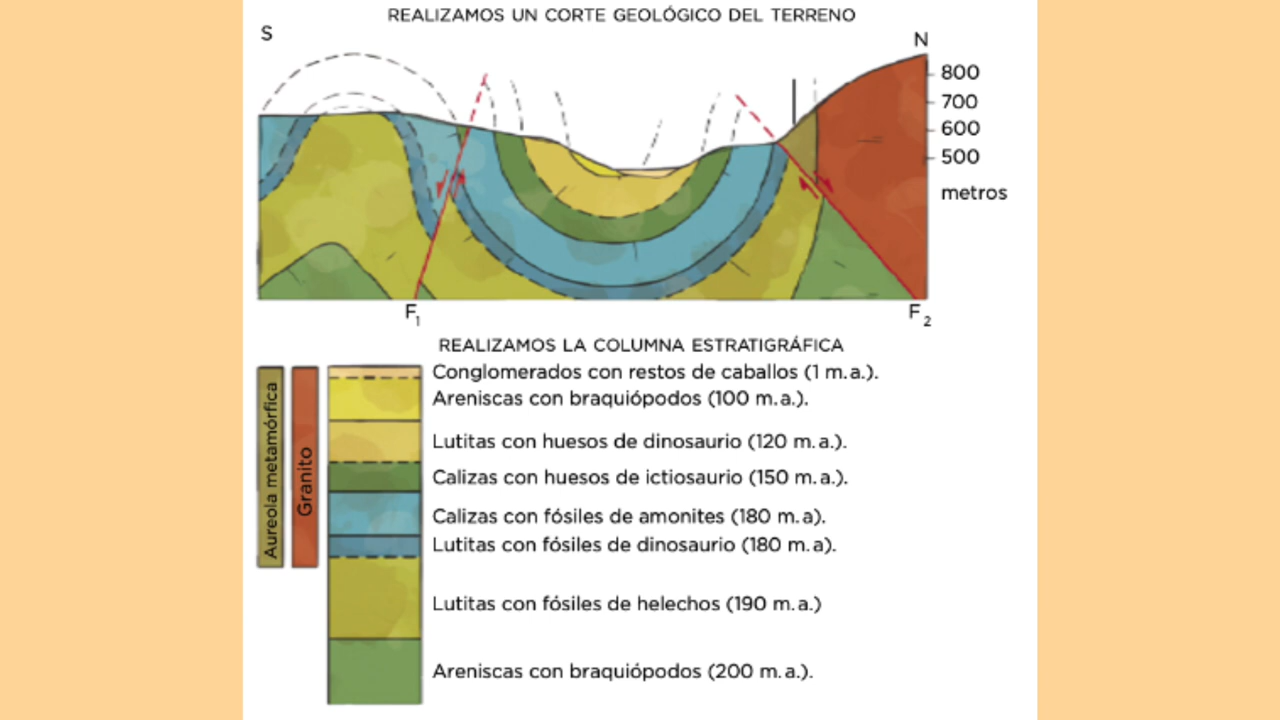 REALIZAMOS UN CORTE GEOLÓGICO DEL TERRENO
S
N
800
700
600
500
metros
F1
F2
REALIZAMOS LA COLUMNA ESTRATIGRÁFICA
Aureola metamórfica
Granito
Conglomerados con restos de caballos (1 m.a.).
Areniscas con braquiópodos (100 m.a.).
Lutitas con huesos de dinosaurio (120 m.a.).
Calizas con huesos de ictiosaurio (150 m.a.).
Calizas con fósiles de amonites (180 m.a).
Lutitas con fósiles de dinosaurio (180 m.a).
Lutitas con fósiles de helechos (190 m.a.)
Areniscas con braquiópodos (200 m.a.).